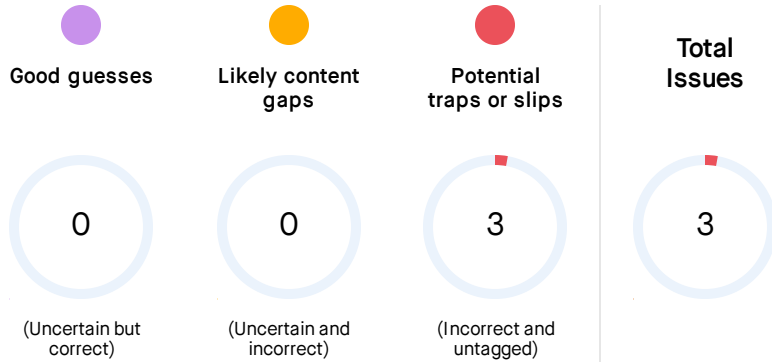 Good guesses
Likely content
gaps
Potential
traps or slips
Total
Issues
0
0
3
3
(Uncertain but
correct)
(Uncertain and
incorrect)
(Incorrect and
untagged)